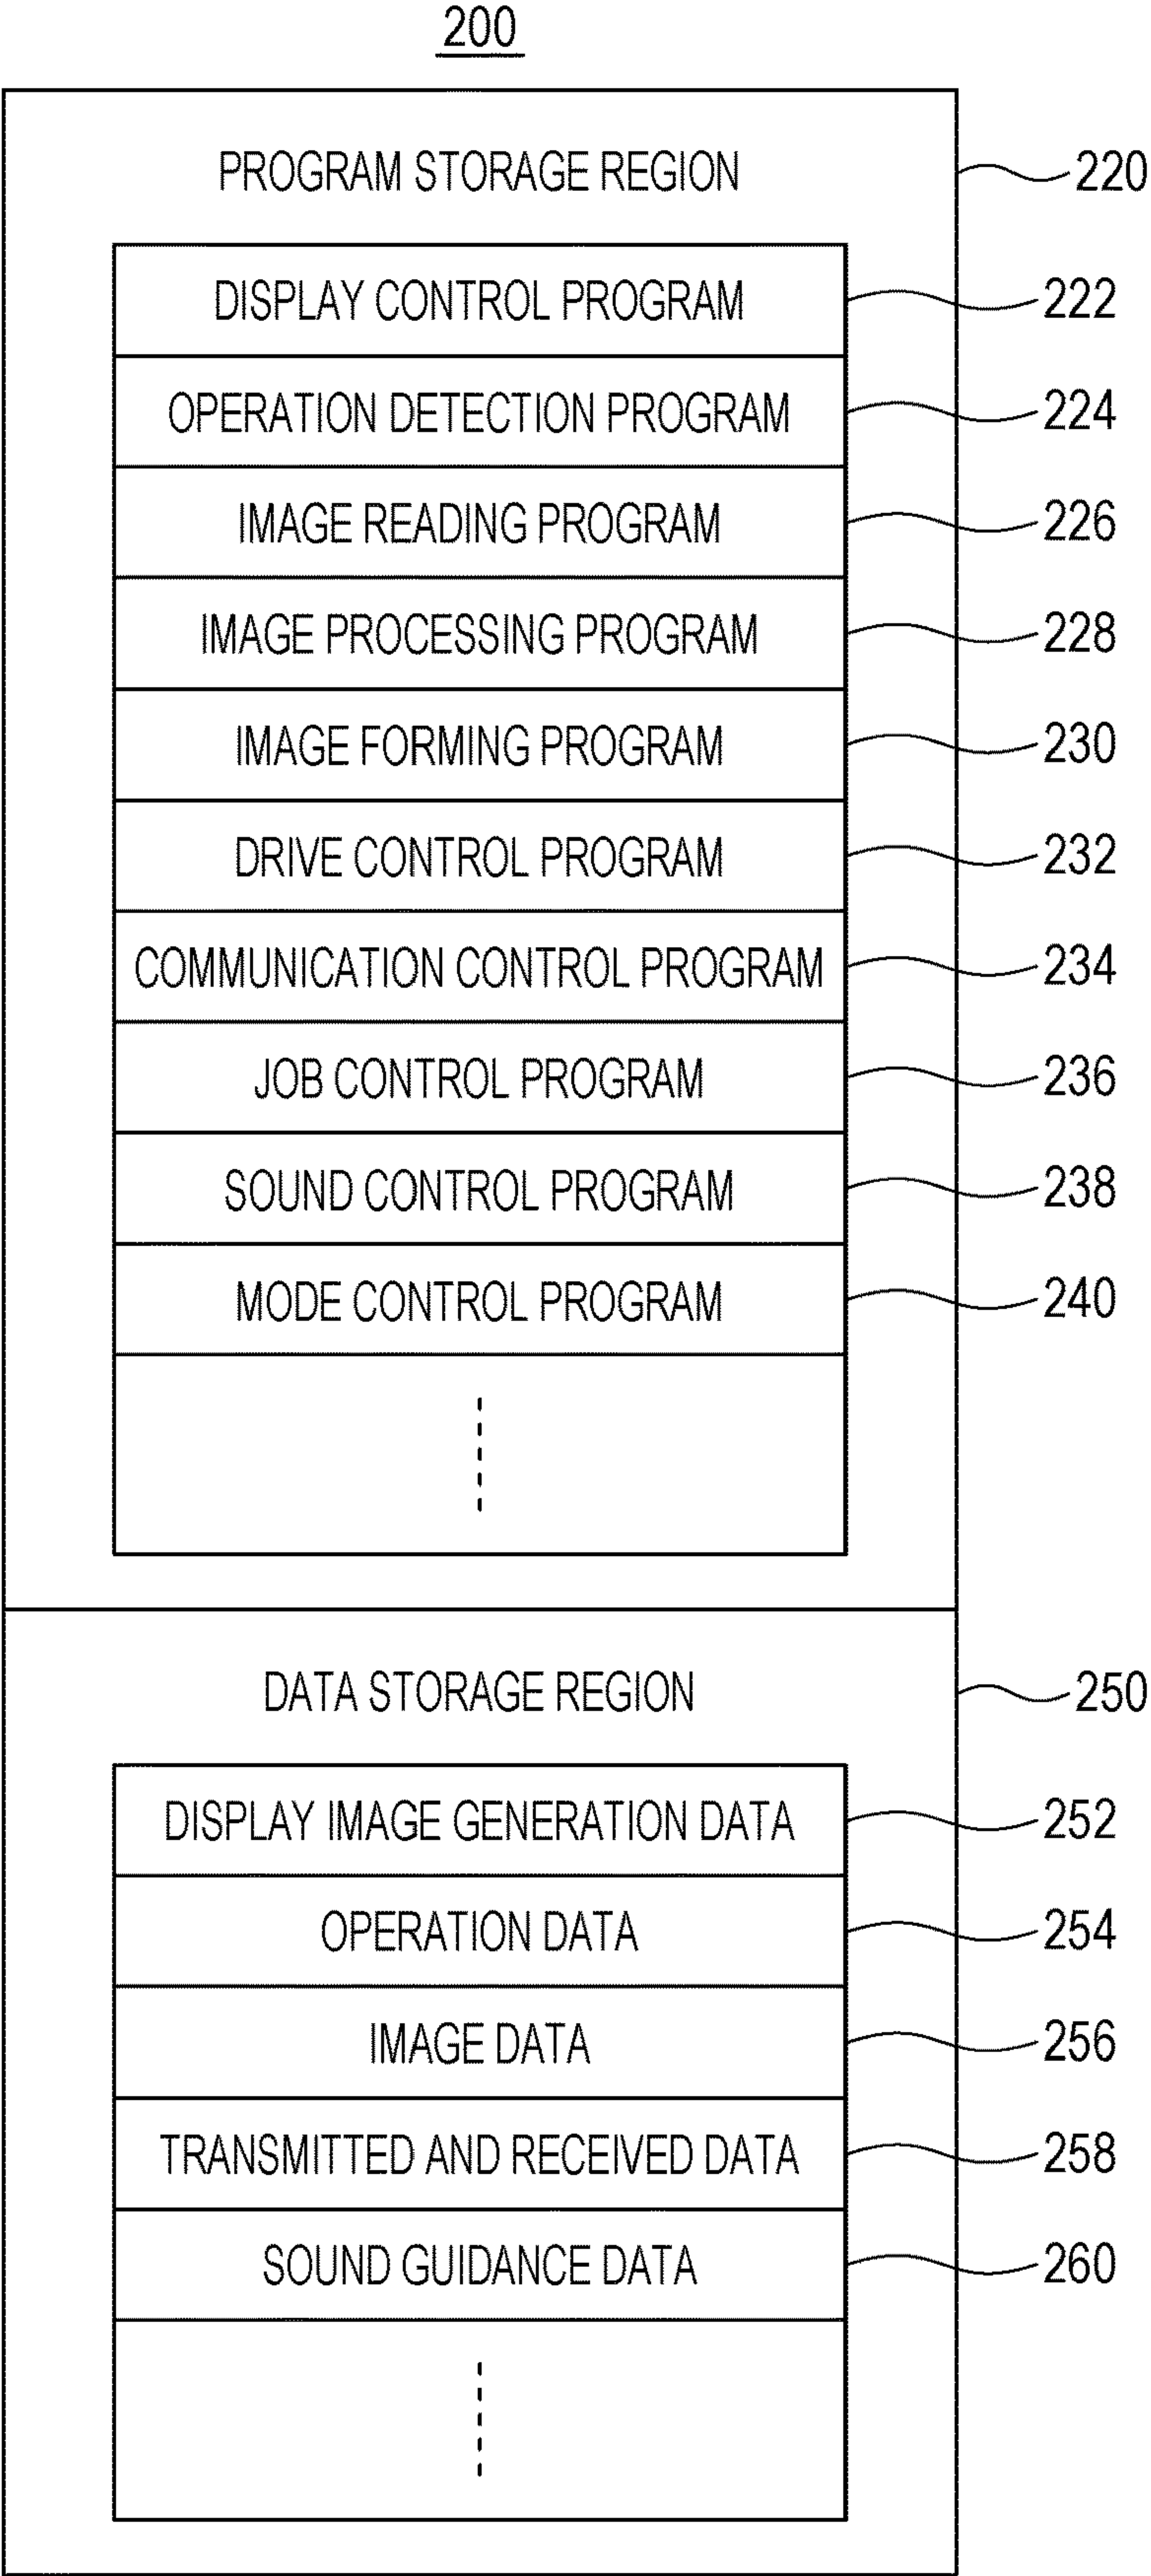 200
PROGRAM STORAGE REGION 220
DISPLAY CONTROL PROGRAM 222
OPERATION DETECTION PROGRAM 224
IMAGE READING PROGRAM 226
IMAGE PROCESSING PROGRAM 228
IMAGE FORMING PROGRAM 230
DRIVE CONTROL PROGRAM 232
COMMUNICATION CONTROL PROGRAM 234
JOB CONTROL PROGRAM 236
SOUND CONTROL PROGRAM 238
MODE CONTROL PROGRAM 240
DATA STORAGE REGION 250
DISPLAY IMAGE GENERATION DATA 252
OPERATION DATA 254
IMAGE DATA 256
TRANSMITTED AND RECEIVED DATA 258
SOUND GUIDANCE DATA 260